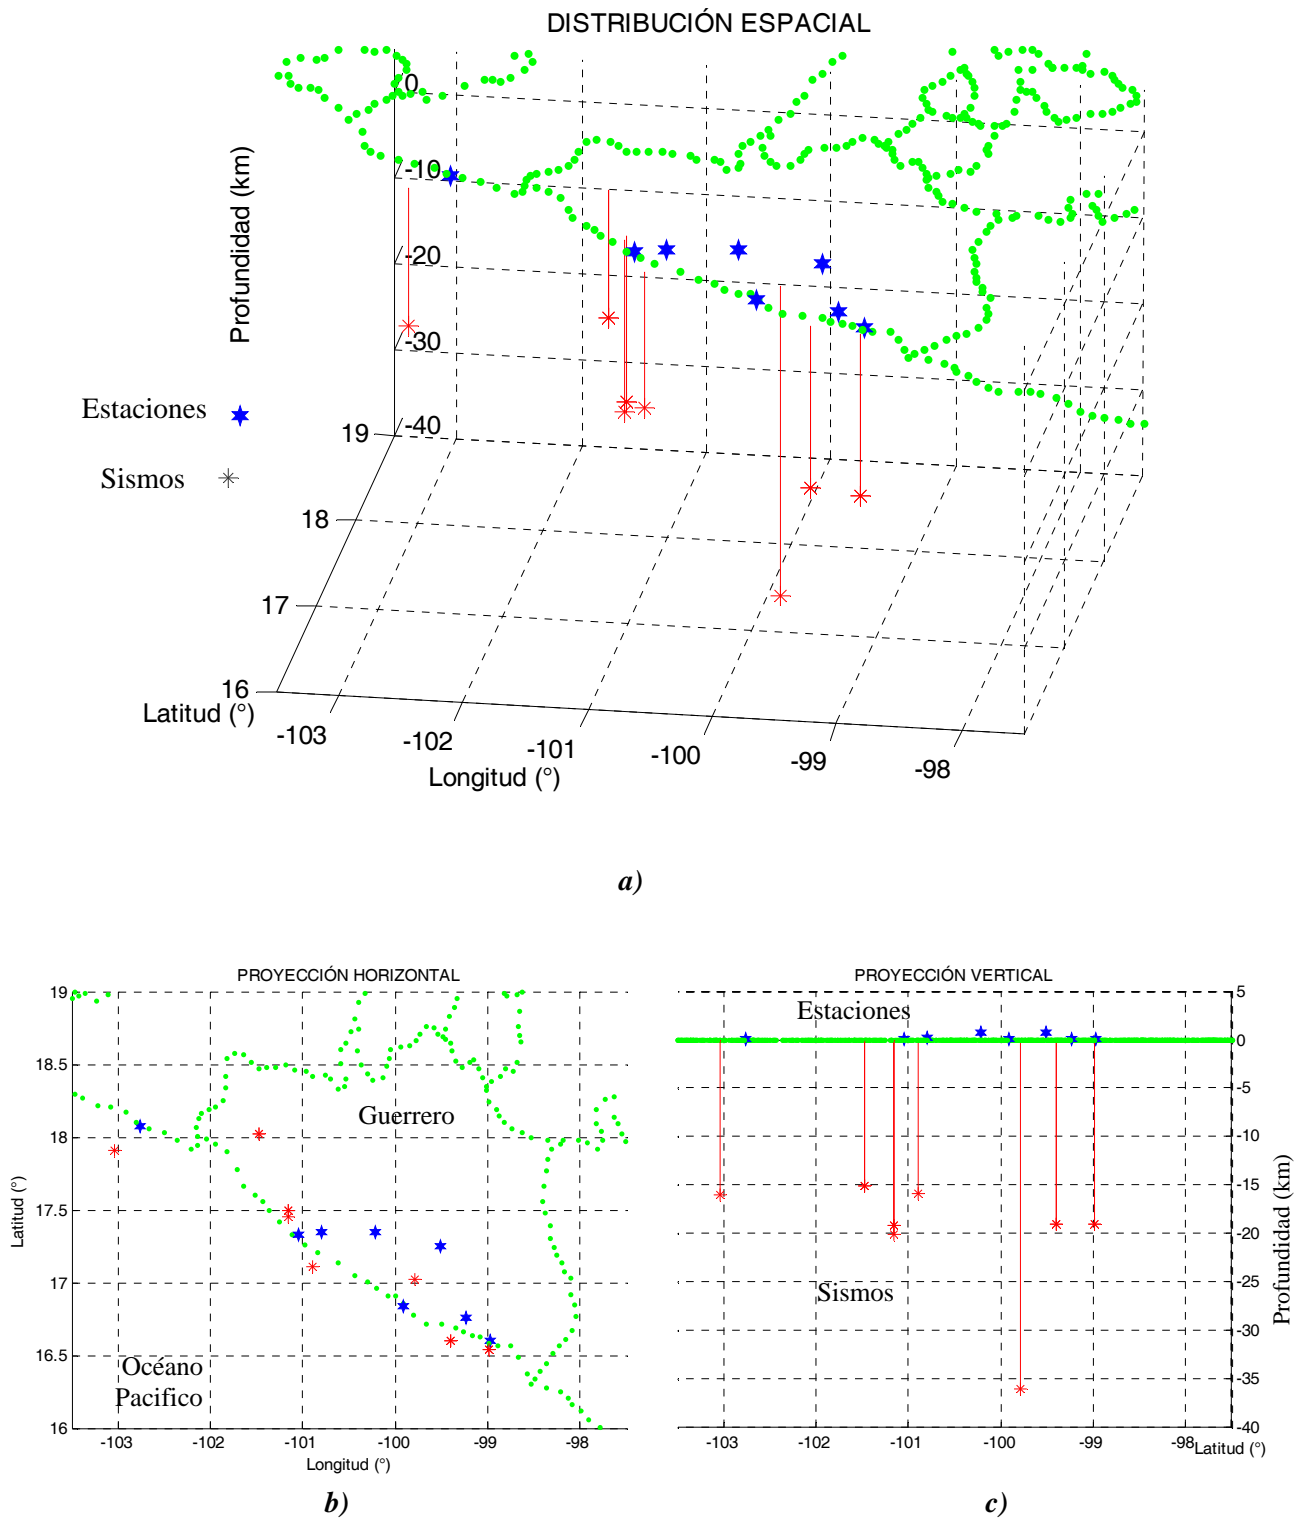 DISTRIBUCIÓN ESPACIAL
0
-10
-20
-30
-40
Profundidad (km)
Estaciones
Sismos
19
18
17
16
Latitud (°)
-103
-102
-101
-100
-99
-98
Longitud (°)
a)
PROYECCIÓN HORIZONTAL
19
18.5
18
17.5
17
16.5
16
Latitud (°)
Guerrero
Océano
Pacifico
-103
-102
-101
-100
-99
-98
Longitud (°)
b)
PROYECCIÓN VERTICAL
Estaciones
Sismos
5
0
-5
-10
-15
-20
-25
-30
-35
-40
Profundidad (km)
-103
-102
-101
-100
-99
-98
Latitud (°)
c)